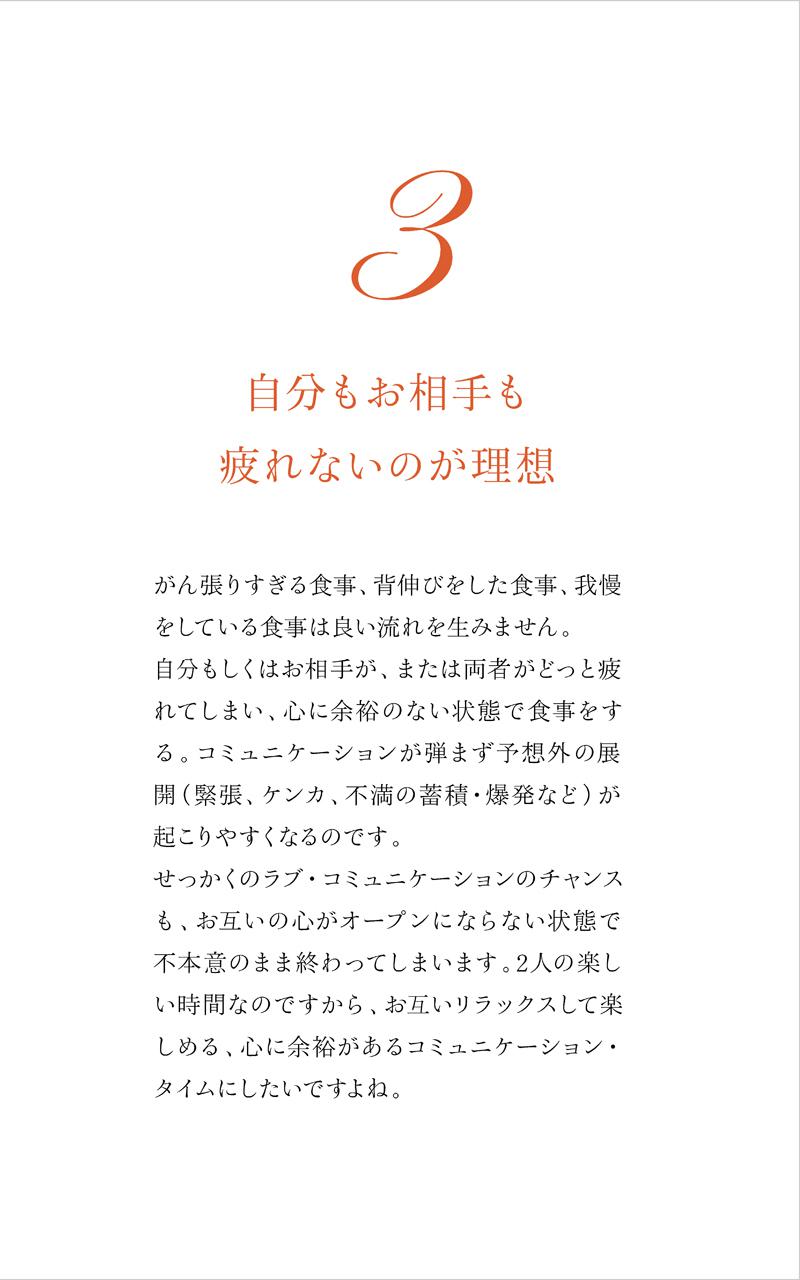 3
自分もお相手も
疲れないのが理想
がん張りすぎる食事、背伸びをした食事、我慢
をしている食事は良い流れを生みません。
自分もしくはお相手が、または両者がどっと疲
れてしまい、心に余裕のない状態で食事をす
る。コミュニケーションが弾まず予想外の展
開(緊張、ケンカ、不満の蓄積・爆発など)が
起こりやすくなるのです。
せっかくのラブ・コミュニケーションのチャンス
も、お互いの心がオープンにならない状態で
不本意のまま終わってしまいます。2人の楽し
い時間なのですから、お互いリラックスして楽
しめる、心に余裕があるコミュニケーション・
タイムにしたいですよね。